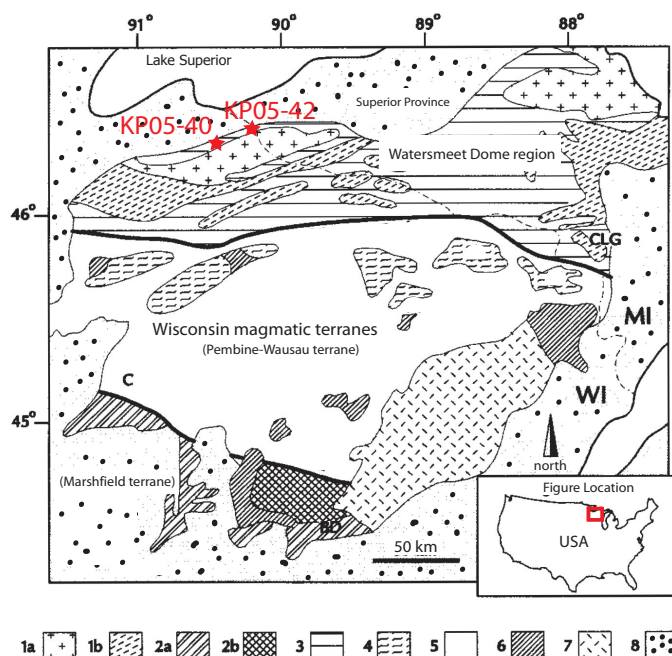 91° 90° 89° 88°
Lake Superior
Superior Province
KP05-42
KP05-40
Watersmeet Dome region
46°
CLG
Wisconsin magmatic terranes
(Pembine-Wausau terrane)
MI
C
WI
45°
north
(Marshfield terrane)
Figure Location
BD
USA
50 km
1a 1b 2a 2b 3 4 5 6 7 8